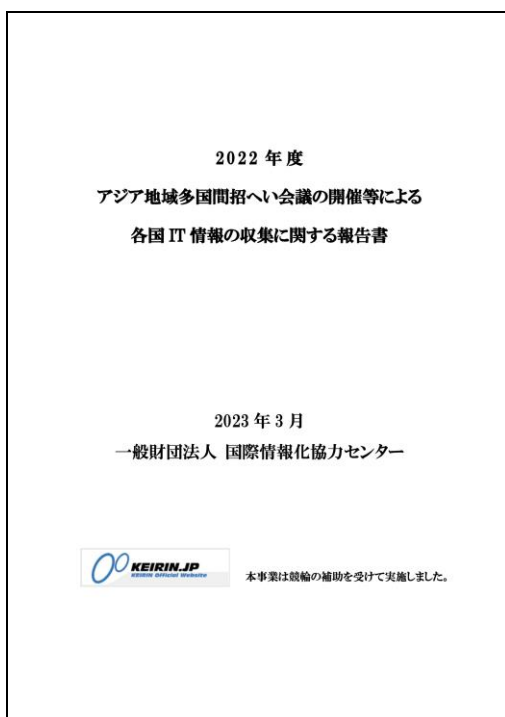 2022 年度
アジア地域多国間招へい会議の開催等による
各国 IT 情報の収集に関する報告書
2023 年 3 月
一般財団法人 国際情報化協力センター
KEIRIN.JP
KEIRIN Official Website
本事業は競輪の補助を受けて実施しました。